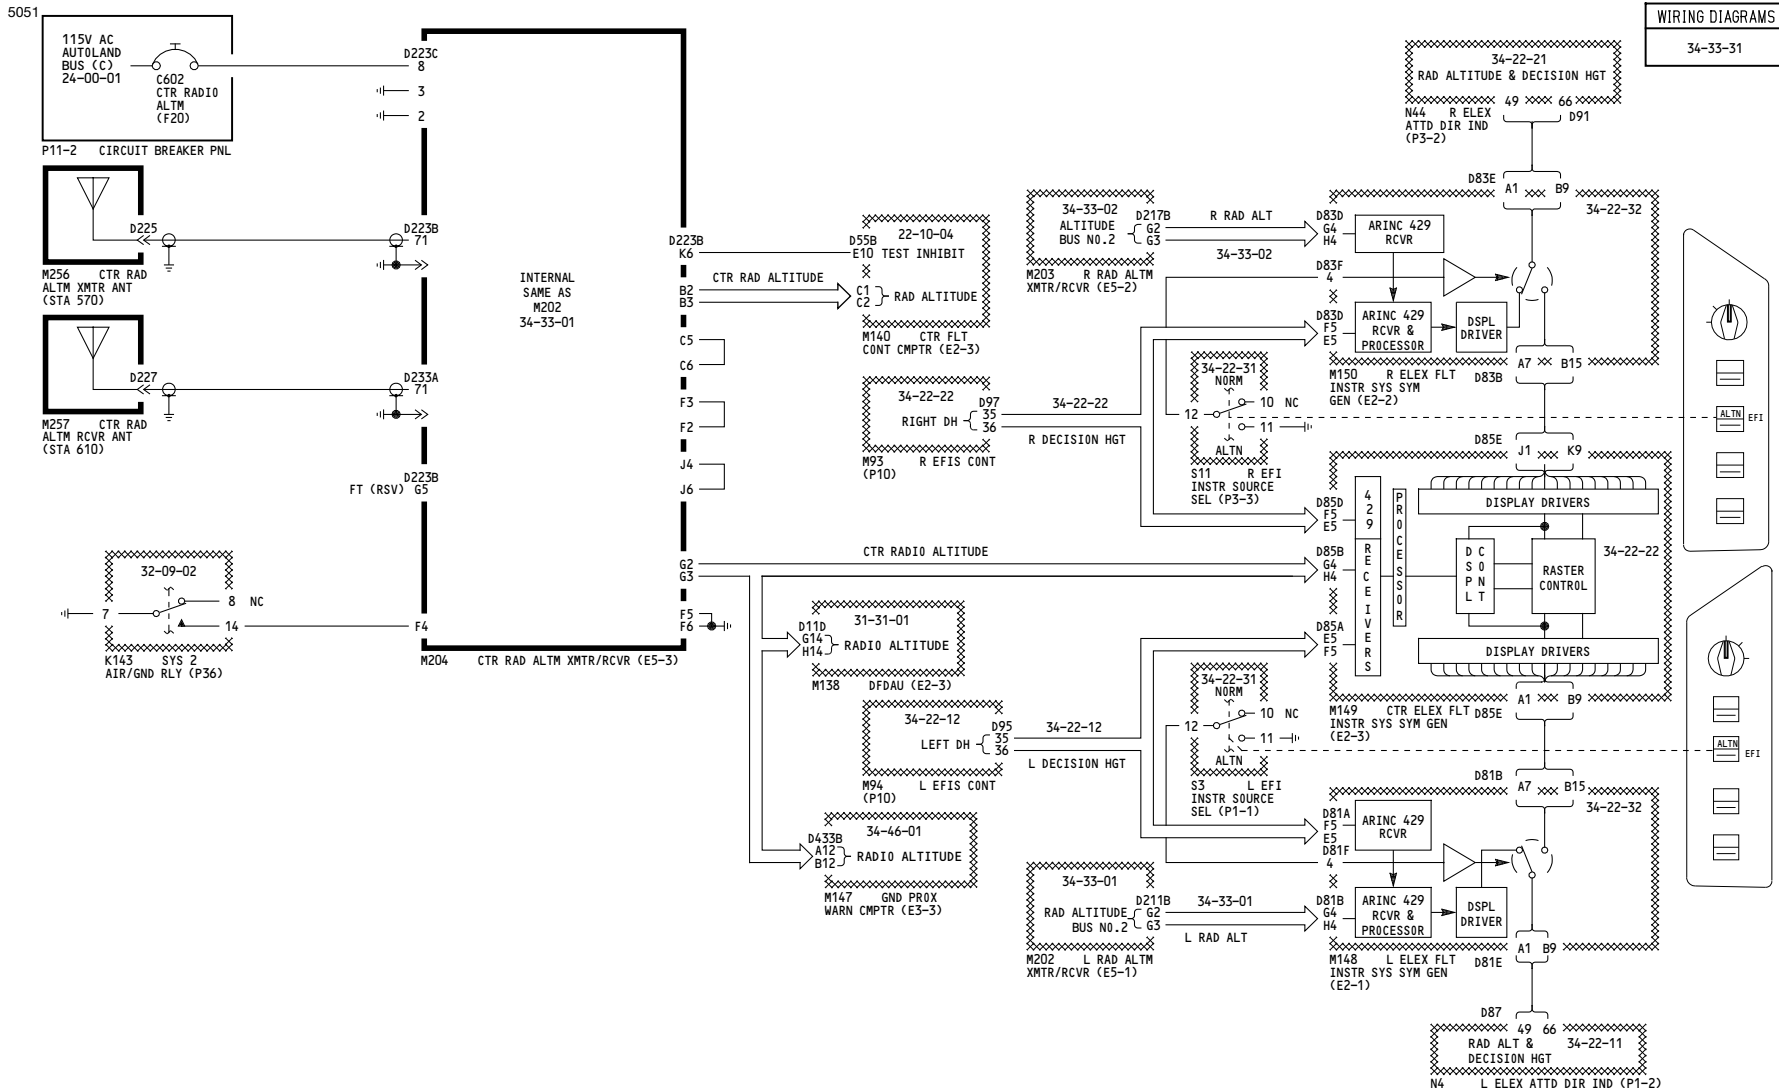 5051
WIRING DIAGRAMS
34-33-31
115V AC
AUTOLAND
BUS (C)
24-00-01
C602
CTR RADIO
ALTM
(F20)
P11-2 CIRCUIT BREAKER PNL
D223C
8
3
2
D225
M256 CTR RAD
ALTM XMTR ANT
(STA 570)
D223B
71
D227
M257 CTR RAD
ALTM RCVR ANT
(STA 610)
D233A
71
D223B
FT (RSV) G5
32-09-02
8 NC
7
14
K143 SYS 2
AIR/GND RLY (P36)
F4
INTERNAL
SAME AS
M202
34-33-01
M204 CTR RAD ALTM XMTR/RCVR (E5-3)
D223B
K6
B2
B3
C5
C6
F3
F2
J4
J6
G2
G3
F5
F6
CTR RAD ALTITUDE
D55B
E10 TEST INHIBIT
22-10-04
C1
C2
RAD ALTITUDE
M140 CTR FLT
CONT CMPTR (E2-3)
34-22-22
D97
RIGHT DH
35
36
M93 R EFIS CONT
(P10)
34-22-22
R DECISION HGT
CTR RADIO ALTITUDE
31-31-01
D11D
G14
H14
RADIO ALTITUDE
M138 DFDAU (E2-3)
34-22-12
D95
LEFT DH
35
36
M94 L EFIS CONT
(P10)
34-22-12
L DECISION HGT
34-46-01
D433B
A12
B12
RADIO ALTITUDE
M147 GND PROX
WARN CMPTR (E3-3)
34-33-02
ALTITUDE
BUS NO.2
D217B
G2
G3
M203 R RAD ALTM
XMTR/RCVR (E5-2)
R RAD ALT
34-33-02
34-22-31
NORM
10 NC
12
11
ALTN
S11 R EFI
INSTR SOURCE
SEL (P3-3)
34-22-31
NORM
10 NC
12
11
ALTN
S3 L EFI
INSTR SOURCE
SEL (P1-1)
34-33-01
D211B
RAD ALTITUDE
BUS NO.2
G2
G3
M202 L RAD ALTM
XMTR/RCVR (E5-1)
34-33-01
L RAD ALT
34-22-21
RAD ALTITUDE & DECISION HGT
49 66
D91
N44 R ELEX
ATTD DIR IND
(P3-2)
D83E
A1 B9
34-22-32
D83D
G4
H4
ARINC 429
RCVR
D83F
4
D83D
F5
E5
ARINC 429
RCVR &
PROCESSOR
DSPL
DRIVER
A7 B15
M150 R ELEX FLT
INSTR SYS SYM
GEN (E2-2)
D83B
D85E
J1 K9
DISPLAY DRIVERS
D85D
F5
E5
D85B
G4
H4
D85A
E5
F5
429 RECEIVERS
PROCESSOR
DSPL
CONT
RASTER
CONTROL
34-22-22
DISPLAY DRIVERS
A1 B9
M149 CTR ELEX FLT
INSTR SYS SYM GEN
(E2-3)
D85E
D81B
A7 B15
34-22-32
D81A
F5
E5
ARINC 429
RCVR
D81F
4
D81B
G4
H4
ARINC 429
RCVR &
PROCESSOR
DSPL
DRIVER
A1 B9
M148 L ELEX FLT
INSTR SYS SYM GEN
(E2-1)
D81E
D87
49 66
RAD ALT &
DECISION HGT
34-22-11
N4 L ELEX ATTD DIR IND (P1-2)
ALTN EFI
ALTN EFI